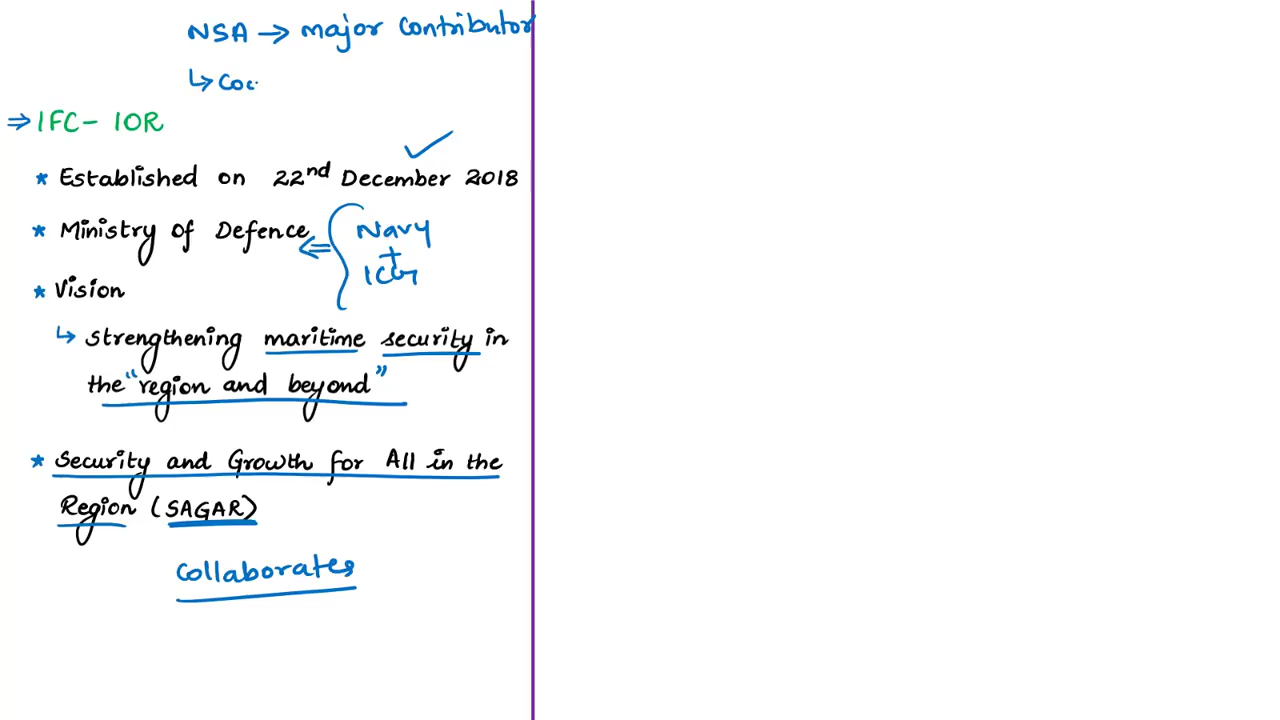 NSA → major contributor
↳ Coo
⇒ IFC - IOR
* Established on 22nd December 2018
* Ministry of Defence ⇐ { Navy + ICG
* Vision
↳ strengthening maritime security in
the "region and beyond"
* Security and Growth for All in the
Region (SAGAR)
Collaborates